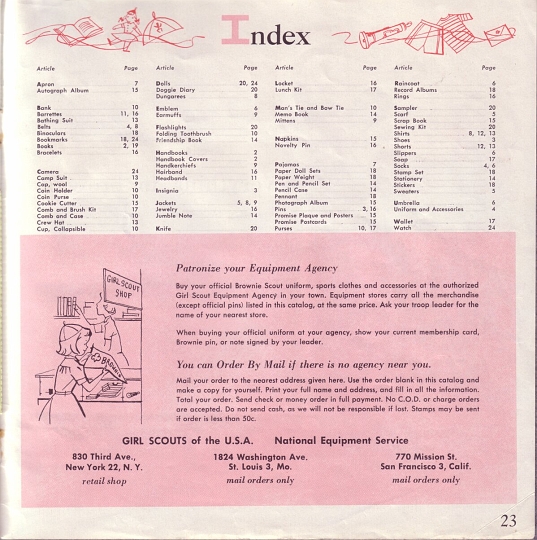 Index
Article Page
Apron 7
Autograph Album 15
Bank 10
Barrettes 11, 16
Bathing Suit 13
Belts 4, 8
Binoculars 18
Bookmarks 18, 24
Books 2, 19
Bracelets 16
Camera 24
Camp Suit 13
Cap, wool 9
Coin Holder 10
Coin Purse 10
Cookie Cutter 15
Comb and Brush Kit 17
Comb and Case 10
Crew Hat 13
Cup, Collapsible 10
Article Page
Dolls 20, 24
Doggie Diary 20
Dungarees 8
Emblem 6
Earmuffs 9
Flashlights 20
Folding Toothbrush 10
Friendship Book 14
Handbooks 2
Handbook Covers 2
Handkerchiefs 9
Hairband 16
Headbands 11
Insignia 3
Jackets 5, 8, 9
Jewelry 16
Jumble Note 14
Knife 20
Article Page
Locket 16
Lunch Kit 17
Man's Tie and Bow Tie 10
Memo Book 14
Mittens 9
Napkins 15
Novelty Pin 16
Pajamas 7
Paper Doll Sets 18
Paper Weight 18
Pen and Pencil Set 14
Pencil Case 14
Pennant 18
Photograph Album 15
Pins 3, 16
Promise Plaque and Posters 15
Promise Postcards 15
Purses 10, 17
Article Page
Raincoat 6
Record Albums 18
Rings 16
Sampler 20
Scarf 5
Scrap Book 15
Sewing Kit 20
Shirts 8, 12, 13
Shoes 3
Shorts 12, 13
Slippers 6
Soap 17
Socks 4, 6
Stamp Set 18
Stationery 14
Stickers 18
Sweaters 5
Umbrella 6
Uniform and Accessories 4
Wallet 17
Watch 24
GIRL SCOUT
SHOP
BROWNIE
Patronize your Equipment Agency
Buy your official Brownie Scout uniform, sports clothes and accessories at the authorized
Girl Scout Equipment Agency in your town. Equipment stores carry all the merchandise
(except official pins) listed in this catalog, at the same price. Ask your troop leader for the
name of your nearest store.
When buying your official uniform at your agency, show your current membership card,
Brownie pin, or note signed by your leader.
You can Order By Mail if there is no agency near you.
Mail your order to the nearest address given here. Use the order blank in this catalog and
make a copy for yourself. Print your full name and address, and fill in all the information.
Total your order. Send check or money order in full payment. No C.O.D. or charge orders
are accepted. Do not send cash, as we will not be responsible if lost. Stamps may be sent
if order is less than 50c.
GIRL SCOUTS of the U.S.A. National Equipment Service
830 Third Ave.,
New York 22, N. Y.
retail shop
1824 Washington Ave.
St. Louis 3, Mo.
mail orders only
770 Mission St.
San Francisco 3, Calif.
mail orders only
23